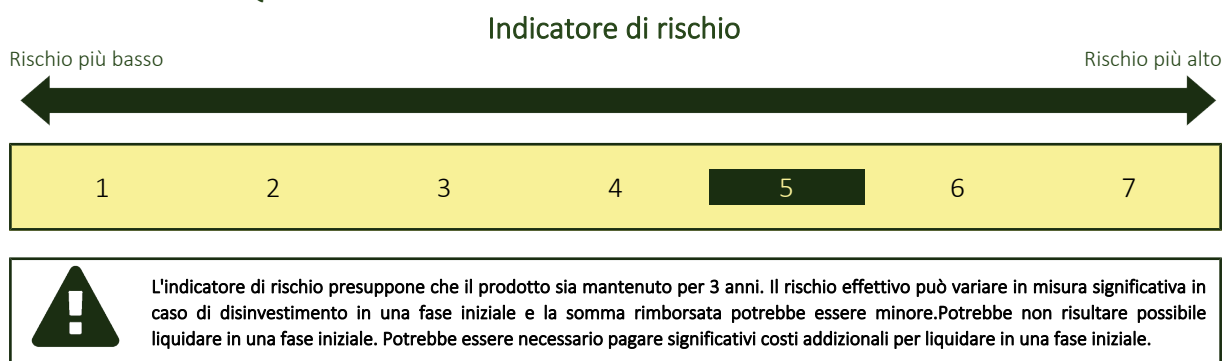 Indicatore di rischio
Rischio più basso
Rischio più alto
1 2 3 4 5 6 7
L'indicatore di rischio presuppone che il prodotto sia mantenuto per 3 anni. Il rischio effettivo può variare in misura significativa in
caso di disinvestimento in una fase iniziale e la somma rimborsata potrebbe essere minore.Potrebbe non risultare possibile
liquidare in una fase iniziale. Potrebbe essere necessario pagare significativi costi addizionali per liquidare in una fase iniziale.